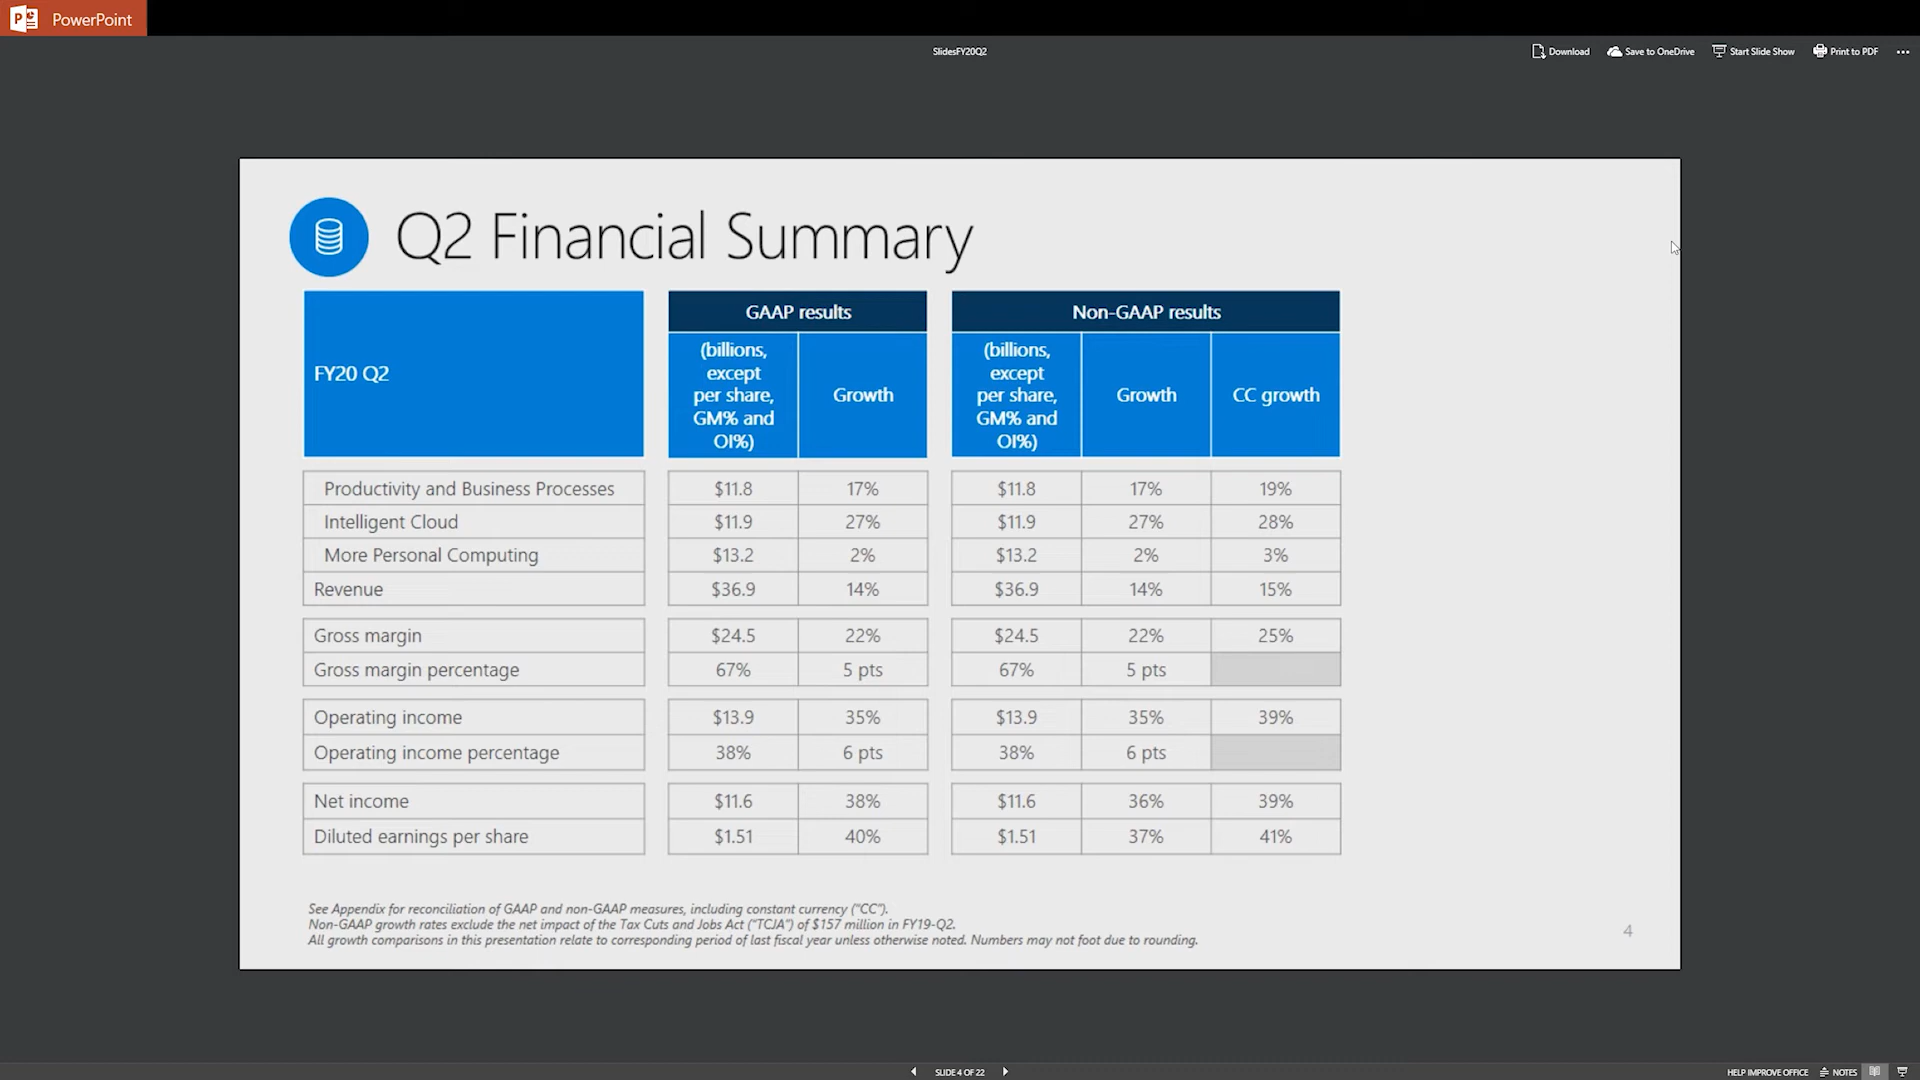 PowerPoint
SlidesFY20Q2
Download Save to OneDrive Start Slide Show Print to PDF ...
Q2 Financial Summary
FY20 Q2
GAAP results
Non-GAAP results
(billions,
except
per share,
GM% and
OI%)
Growth
(billions,
except
per share,
GM% and
OI%)
Growth
CC growth
Productivity and Business Processes $11.8 17% $11.8 17% 19%
Intelligent Cloud $11.9 27% $11.9 27% 28%
More Personal Computing $13.2 2% $13.2 2% 3%
Revenue $36.9 14% $36.9 14% 15%
Gross margin $24.5 22% $24.5 22% 25%
Gross margin percentage 67% 5 pts 67% 5 pts
Operating income $13.9 35% $13.9 35% 39%
Operating income percentage 38% 6 pts 38% 6 pts
Net income $11.6 38% $11.6 36% 39%
Diluted earnings per share $1.51 40% $1.51 37% 41%
See Appendix for reconciliation of GAAP and non-GAAP measures, including constant currency ("CC").
Non-GAAP growth rates exclude the net impact of the Tax Cuts and Jobs Act ("TCJA") of $157 million in FY19-Q2.
All growth comparisons in this presentation relate to corresponding period of last fiscal year unless otherwise noted. Numbers may not foot due to rounding.
4
SLIDE 4 OF 22
HELP IMPROVE OFFICE NOTES